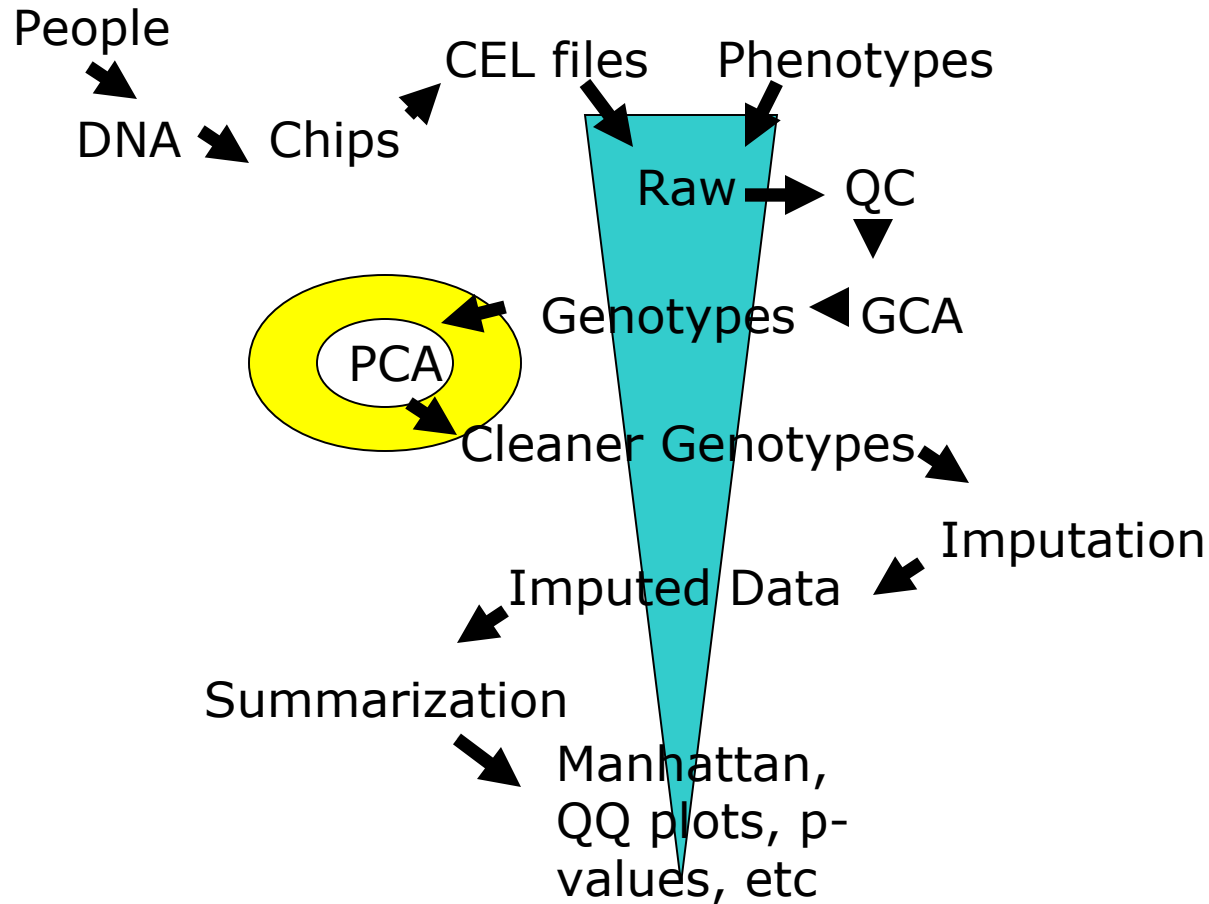 People
CEL files
Phenotypes
DNA
Chips
Raw
QC
Genotypes
GCA
PCA
Cleaner Genotypes
Imputation
Imputed Data
Summarization
Manhattan,
QQ plots, p-
values, etc